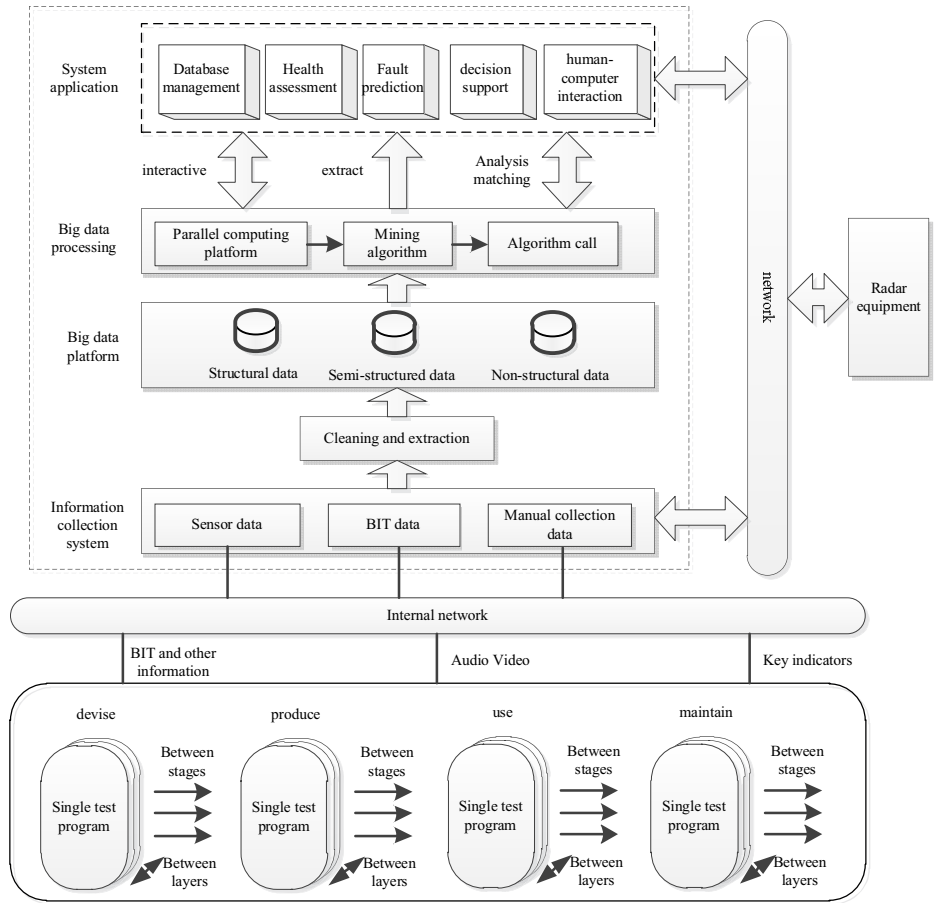 System
application
Database
management
Health
assessment
Fault
prediction
decision
support
human-
computer
interaction
interactive
extract
Analysis
matching
Big data
processing
Parallel computing
platform
Mining
algorithm
Algorithm call
network
Radar
equipment
Big data
platform
Structural data
Semi-structured data
Non-structural data
Cleaning and extraction
Information
collection
system
Sensor data
BIT data
Manual collection
data
Internal network
BIT and other
information
Audio Video
Key indicators
devise
produce
use
maintain
Single test
program
Between
stages
Between
layers
Single test
program
Between
stages
Between
layers
Single test
program
Between
stages
Between
layers
Single test
program
Between
stages
Between
layers